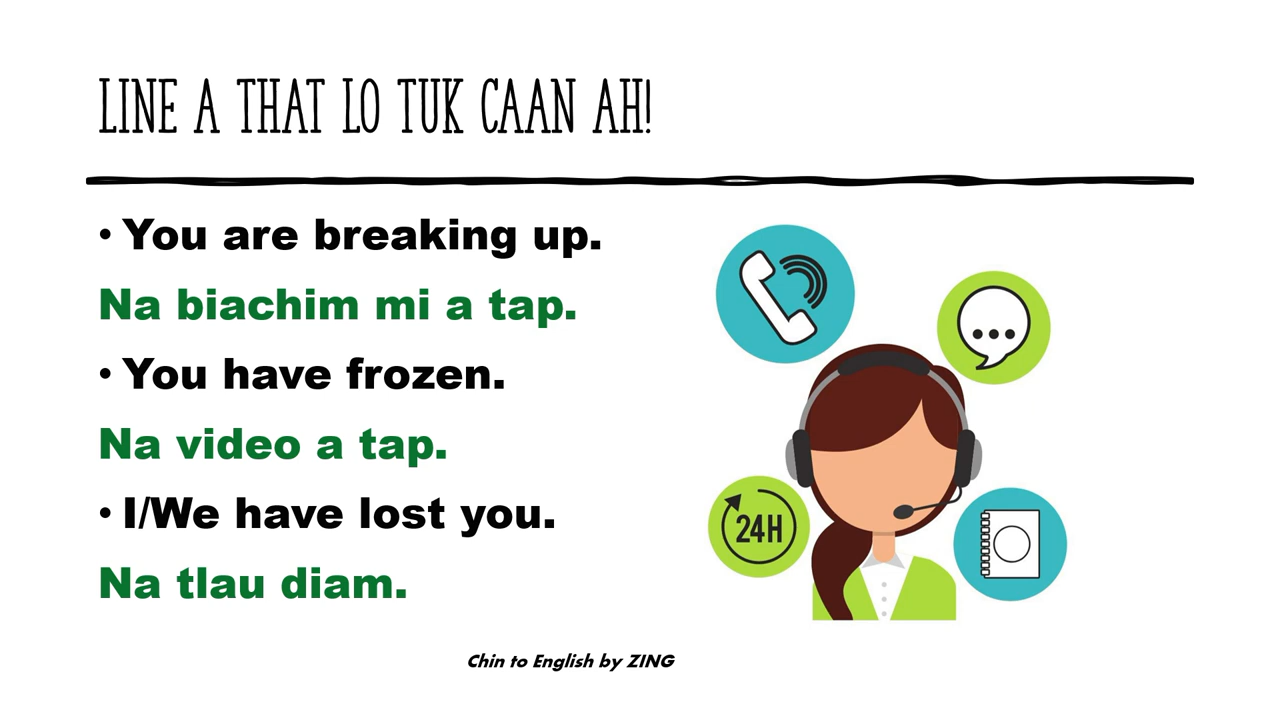 LINE A THAT LO TUK CAAN AH!
• You are breaking up.
Na biachim mi a tap.
• You have frozen.
Na video a tap.
• I/We have lost you.
Na tlau diam.
24H
Chin to English by ZING